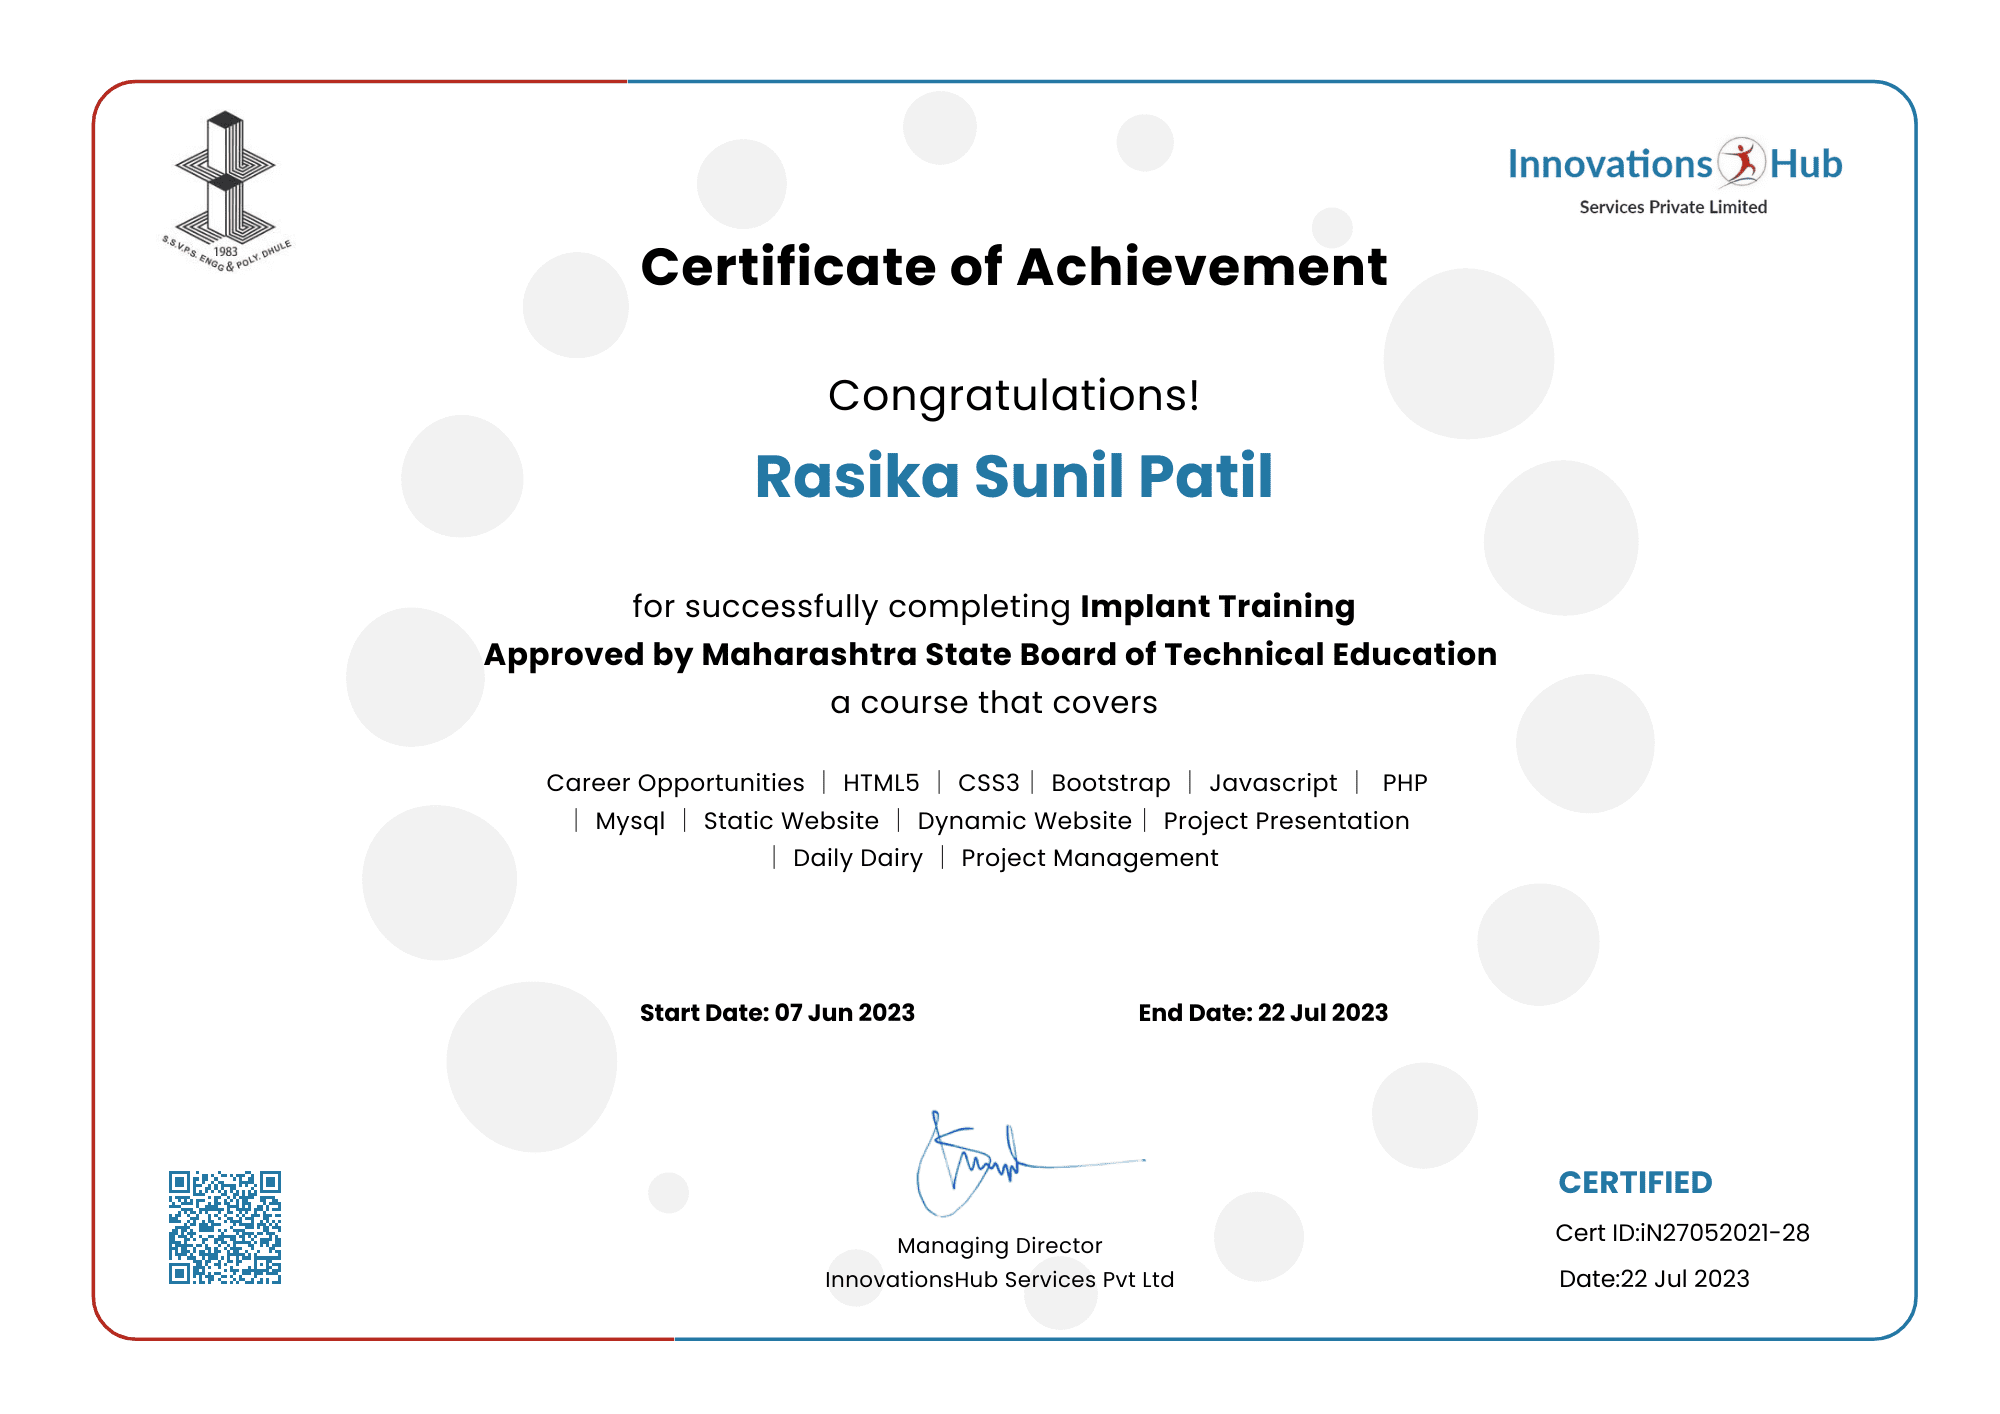 S.S.V.P.S. ENGG & POLY. DHULE
1983
Innovations Hub
Services Private Limited
Certificate of Achievement
Congratulations!
Rasika Sunil Patil
for successfully completing Implant Training
Approved by Maharashtra State Board of Technical Education
a course that covers
Career Opportunities | HTML5 | CSS3 | Bootstrap | Javascript | PHP
| Mysql | Static Website | Dynamic Website | Project Presentation
| Daily Dairy | Project Management
Start Date: 07 Jun 2023 End Date: 22 Jul 2023
Managing Director
InnovationsHub Services Pvt Ltd
CERTIFIED
Cert ID:iN27052021-28
Date:22 Jul 2023